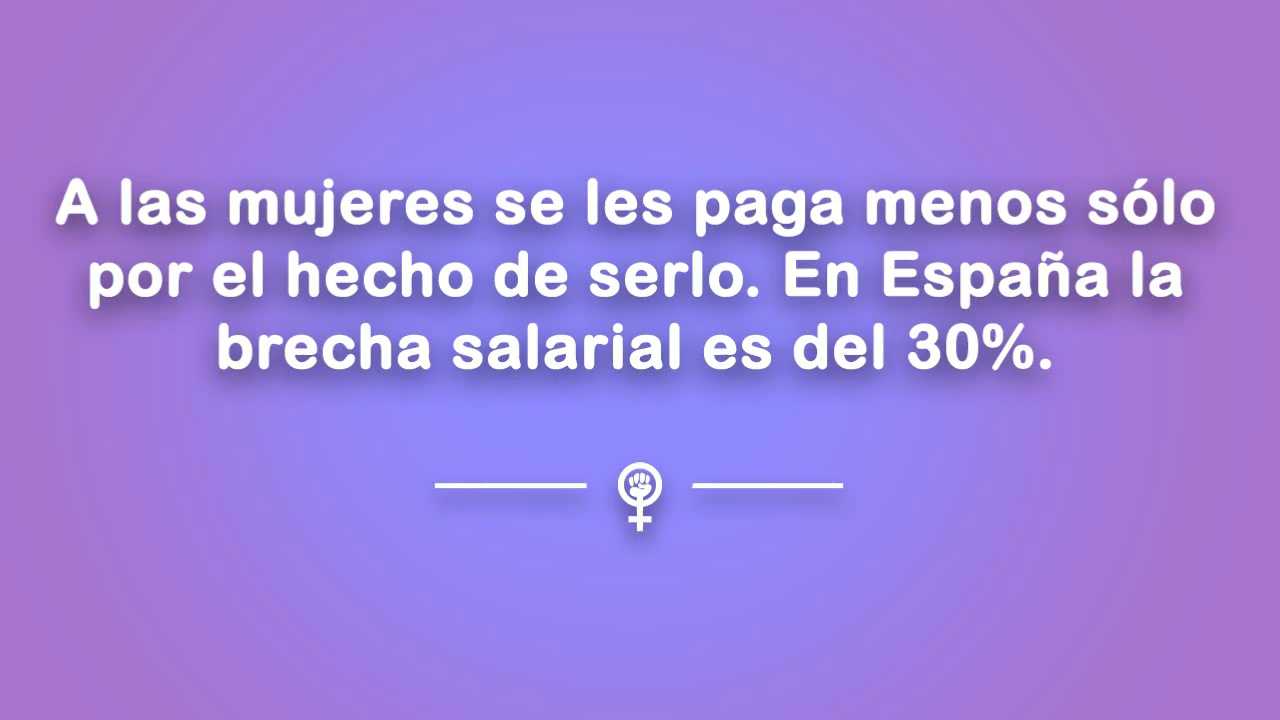 A las mujeres se les paga menos sólo
por el hecho de serlo. En España la
brecha salarial es del 30%.